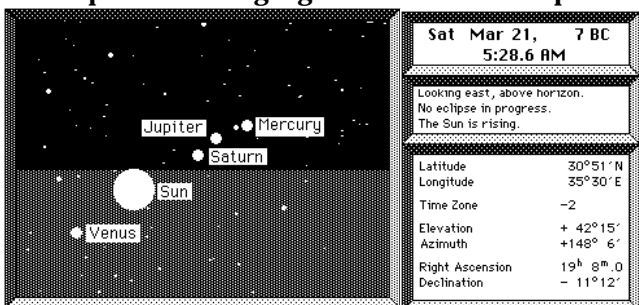 Jupiter
Mercury
Saturn
Sun
Venus
Sat Mar 21, 7 BC
5:28.6 AM
Looking east, above horizon.
No eclipse in progress.
The Sun is rising.
Latitude 30°51´N
Longitude 35°30´E
Time Zone -2
Elevation + 42°15´
Azimuth +148° 6´
Right Ascension 19ʰ 8ᵐ.0
Declination - 11°12´